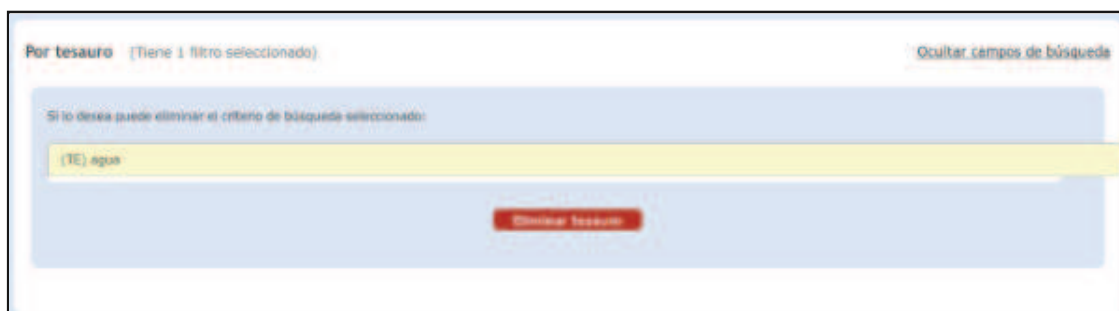 Por tesauro (Tiene 1 filtro seleccionado) Ocultar campos de búsqueda
Si lo desea puede eliminar el criterio de búsqueda seleccionado:
(TE) agua
Eliminar tesauro